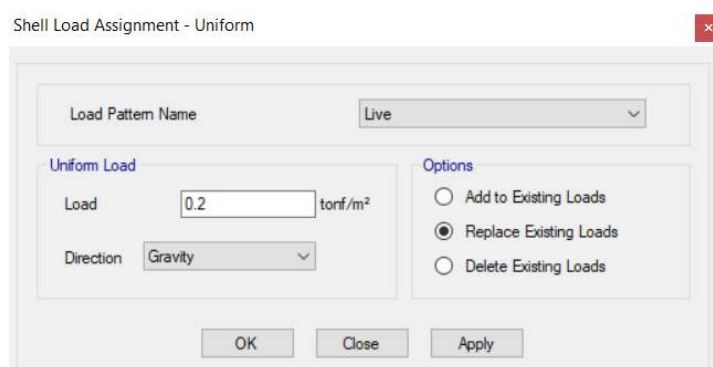 Shell Load Assignment - Uniform
Load Pattern Name
Live
Uniform Load
Load
0.2
tonf/m²
Direction
Gravity
Options
Add to Existing Loads
Replace Existing Loads
Delete Existing Loads
OK
Close
Apply